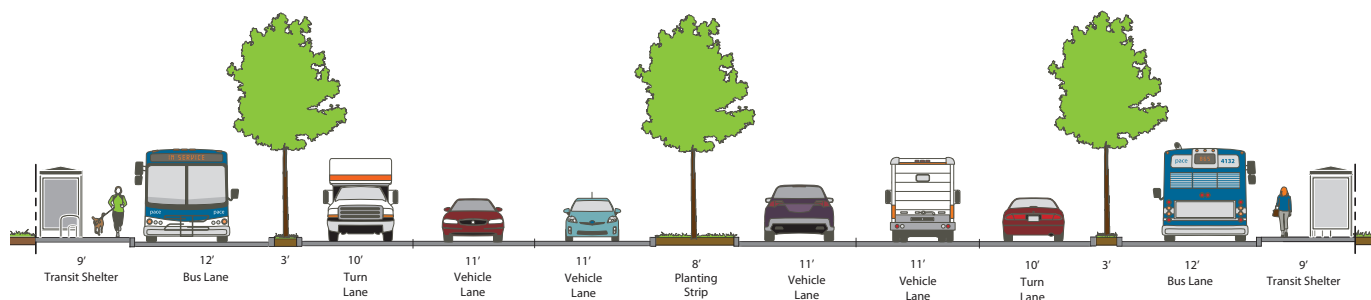 IN SERVICE
pace pace
pace BUS 4132
9’ 12’ 3’ 10’ 11’ 11’ 8’ 11’ 11’ 10’ 3’ 12’ 9’
Transit Shelter Bus Lane Turn Vehicle Vehicle Planting Vehicle Vehicle Turn Bus Lane Transit Shelter
Lane Lane Lane Strip Lane Lane Lane